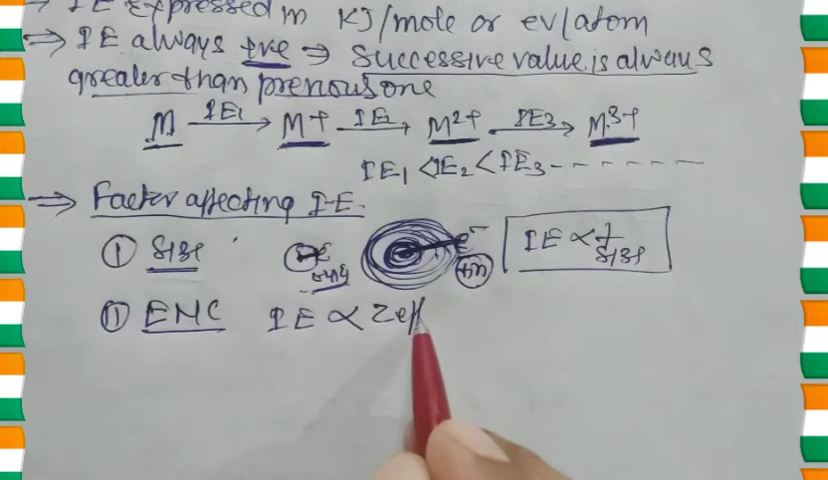 → IE Expressed in KJ/mole or ev/atom
⇒ IE always +ve ⇒ Successive value is always
greater than previous one
M —IE1→ M+ —IE2→ M2+ —IE3→ M3+
IE1 < IE2 < IE3 - - - - - - -
⇒ Factor affecting I.E.
① Size e- IE ∝ 1/Size
② ENC IE ∝ Zeff